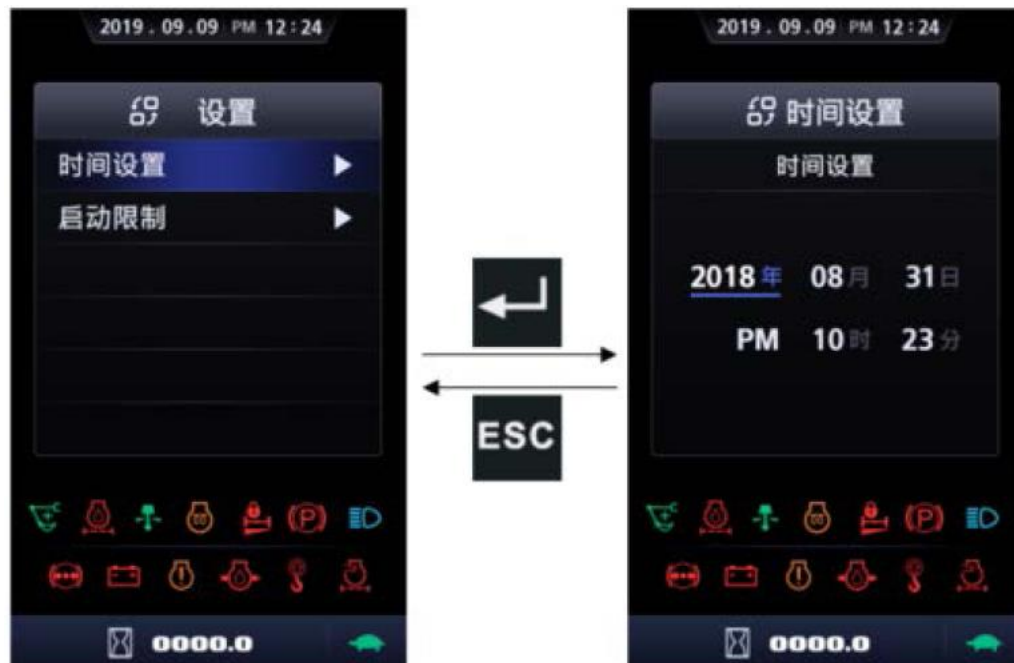 2019 . 09 . 09 PM 12 : 24
设置
时间设置
启动限制
0000.0
ESC
2019 . 09 . 09 PM 12 : 24
时间设置
时间设置
2018 年 08 月 31 日
PM 10 时 23 分
0000.0